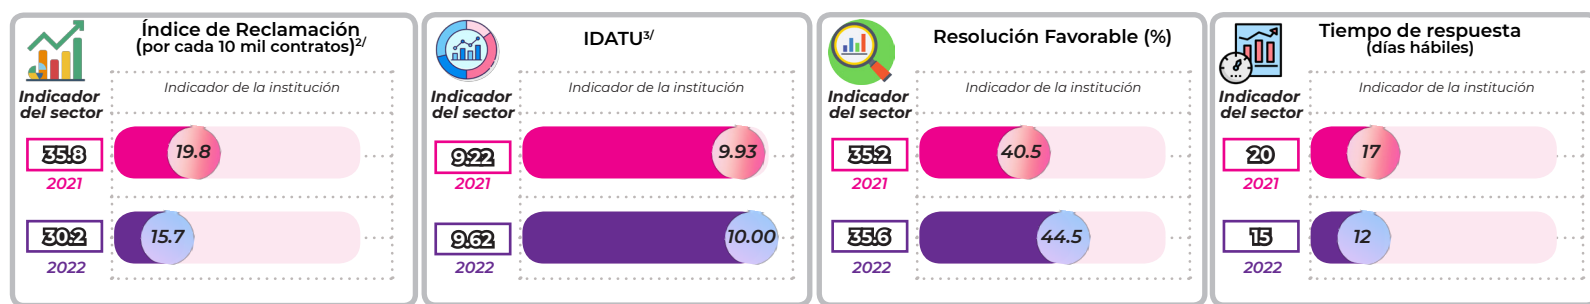 Índice de Reclamación
(por cada 10 mil contratos)2/
Indicador de la institución
Indicador
del sector
35.8
19.8
2021
30.2
15.7
2022
IDATU3/
Indicador de la institución
Indicador
del sector
9.22
9.93
2021
9.62
10.00
2022
Resolución Favorable (%)
Indicador de la institución
Indicador
del sector
35.2
40.5
2021
35.6
44.5
2022
Tiempo de respuesta
(días hábiles)
Indicador de la institución
Indicador
del sector
20
17
2021
15
12
2022